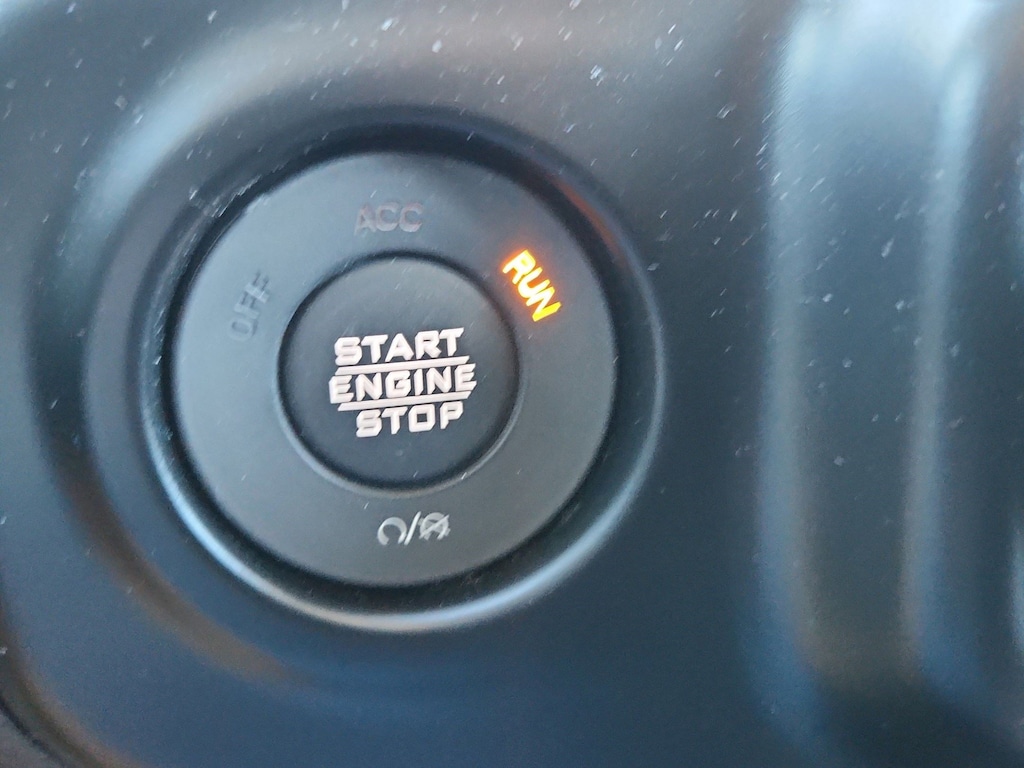 ACC
RUN
OFF
START
ENGINE
STOP